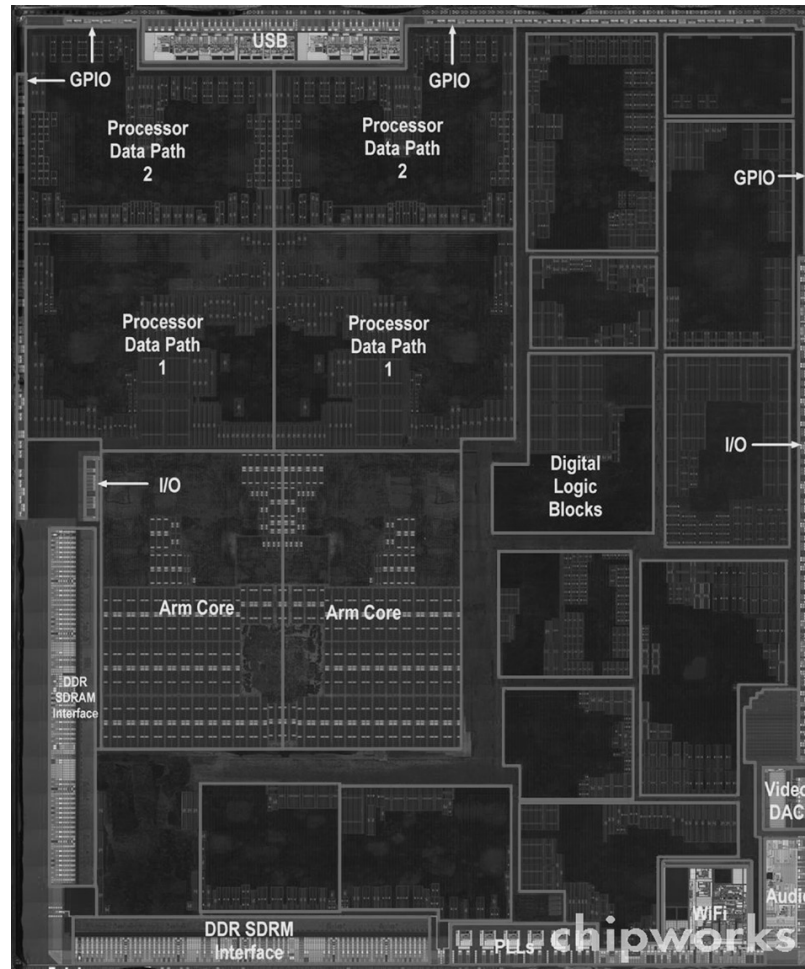 USB
GPIO
GPIO
Processor
Data Path
2
Processor
Data Path
2
GPIO
Processor
Data Path
1
Processor
Data Path
1
I/O
I/O
Digital
Logic
Blocks
Arm Core
Arm Core
DDR
SDRAM
Interface
Video
DAC
Audio
WiFi
DDR SDRM
Interface
PLLs
chipworks